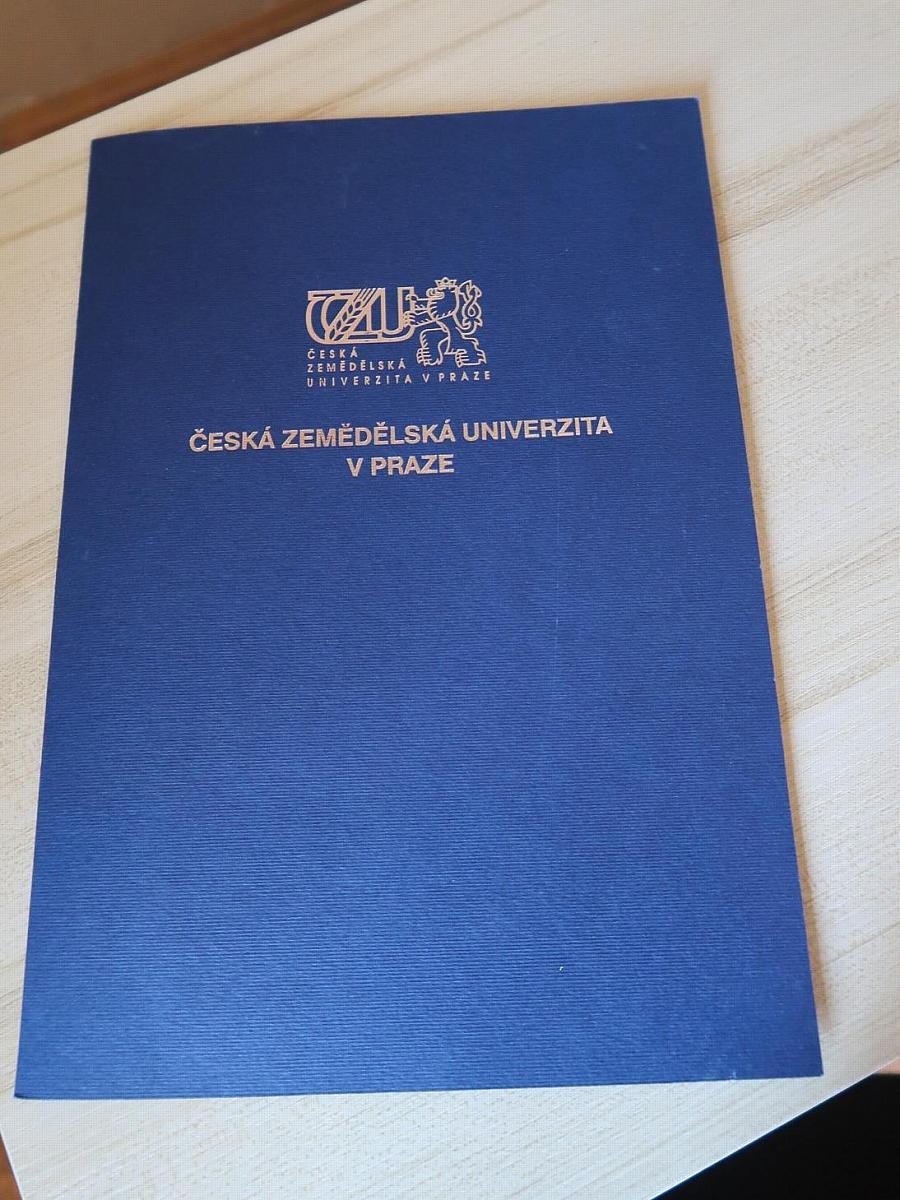 ČZU
ČESKÁ
ZEMĚDĚLSKÁ
UNIVERZITA V PRAZE
ČESKÁ ZEMĚDĚLSKÁ UNIVERZITA
V PRAZE